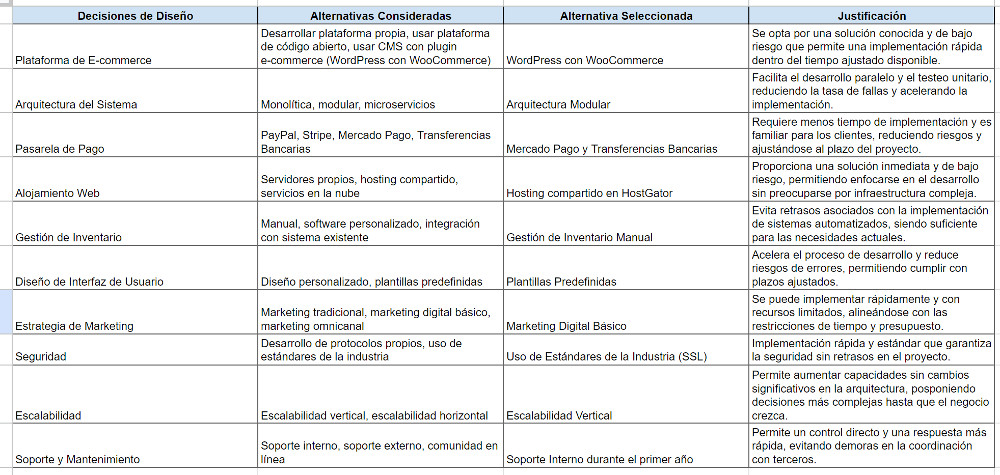 Decisiones de Diseño
Alternativas Consideradas
Alternativa Seleccionada
Justificación
Plataforma de E-commerce
Desarrollar plataforma propia, usar plataforma
de código abierto, usar CMS con plugin
e-commerce (WordPress con WooCommerce)
WordPress con WooCommerce
Se opta por una solución conocida y de bajo
riesgo que permite una implementación rápida
dentro del tiempo ajustado disponible.
Arquitectura del Sistema
Monolítica, modular, microservicios
Arquitectura Modular
Facilita el desarrollo paralelo y el testeo unitario,
reduciendo la tasa de fallas y acelerando la
implementación.
Pasarela de Pago
PayPal, Stripe, Mercado Pago, Transferencias
Bancarias
Mercado Pago y Transferencias Bancarias
Requiere menos tiempo de implementación y es
familiar para los clientes, reduciendo riesgos y
ajustándose al plazo del proyecto.
Alojamiento Web
Servidores propios, hosting compartido,
servicios en la nube
Hosting compartido en HostGator
Proporciona una solución inmediata y de bajo
riesgo, permitiendo enfocarse en el desarrollo
sin preocuparse por infraestructura compleja.
Gestión de Inventario
Manual, software personalizado, integración
con sistema existente
Gestión de Inventario Manual
Evita retrasos asociados con la implementación
de sistemas automatizados, siendo suficiente
para las necesidades actuales.
Diseño de Interfaz de Usuario
Diseño personalizado, plantillas predefinidas
Plantillas Predefinidas
Acelera el proceso de desarrollo y reduce
riesgos de errores, permitiendo cumplir con
plazos ajustados.
Estrategia de Marketing
Marketing tradicional, marketing digital básico,
marketing omnicanal
Marketing Digital Básico
Se puede implementar rápidamente y con
recursos limitados, alineándose con las
restricciones de tiempo y presupuesto.
Seguridad
Desarrollo de protocolos propios, uso de
estándares de la industria
Uso de Estándares de la Industria (SSL)
Implementación rápida y estándar que garantiza
la seguridad sin retrasos en el proyecto.
Escalabilidad
Escalabilidad vertical, escalabilidad horizontal
Escalabilidad Vertical
Permite aumentar capacidades sin cambios
significativos en la arquitectura, posponiendo
decisiones más complejas hasta que el negocio
crezca.
Soporte y Mantenimiento
Soporte interno, soporte externo, comunidad en
línea
Soporte Interno durante el primer año
Permite un control directo y una respuesta más
rápida, evitando demoras en la coordinación
con terceros.